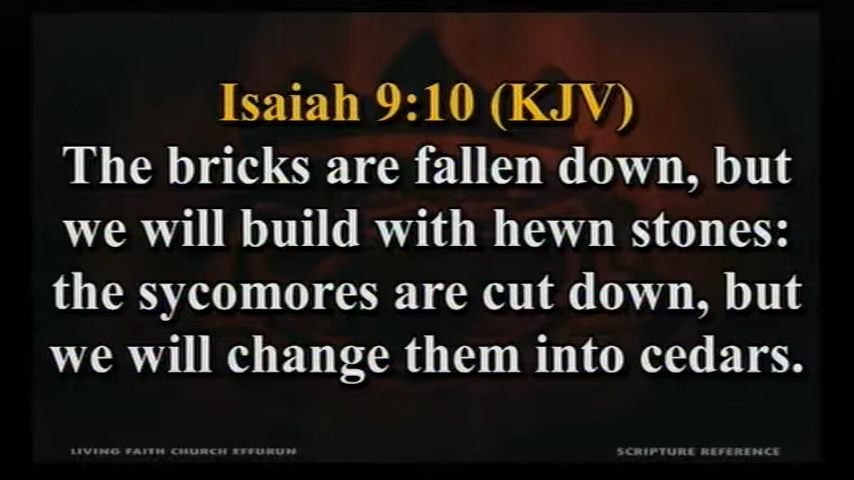 Isaiah 9:10 (KJV)
The bricks are fallen down, but
we will build with hewn stones:
the sycomores are cut down, but
we will change them into cedars.
LIVING FAITH CHURCH EFFURUN
SCRIPTURE REFERENCE